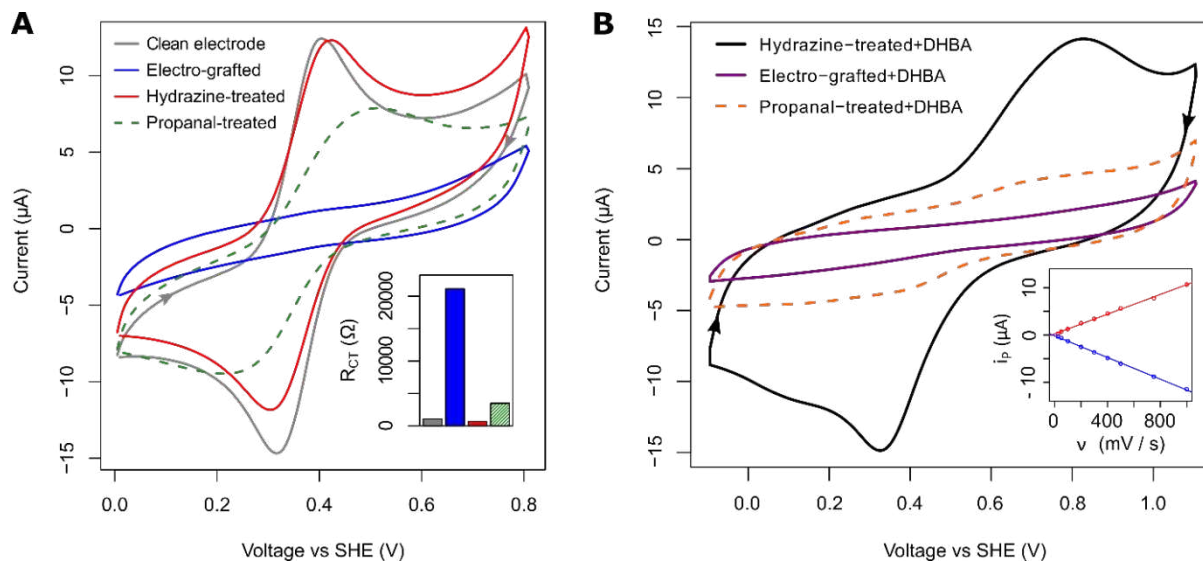 A
Clean electrode
Electro-grafted
Hydrazine-treated
Propanal-treated
Current (µA)
10
5
0
−5
−10
−15
0.0 0.2 0.4 0.6 0.8
Voltage vs SHE (V)
R_CT (Ω)
20000
10000
0
B
Hydrazine−treated+DHBA
Electro−grafted+DHBA
Propanal−treated+DHBA
Current (µA)
15
10
5
0
−5
−10
−15
0.0 0.2 0.4 0.6 0.8 1.0
Voltage vs SHE (V)
i_P (µA)
10
0
- 10
0 400 800
ν (mV / s)